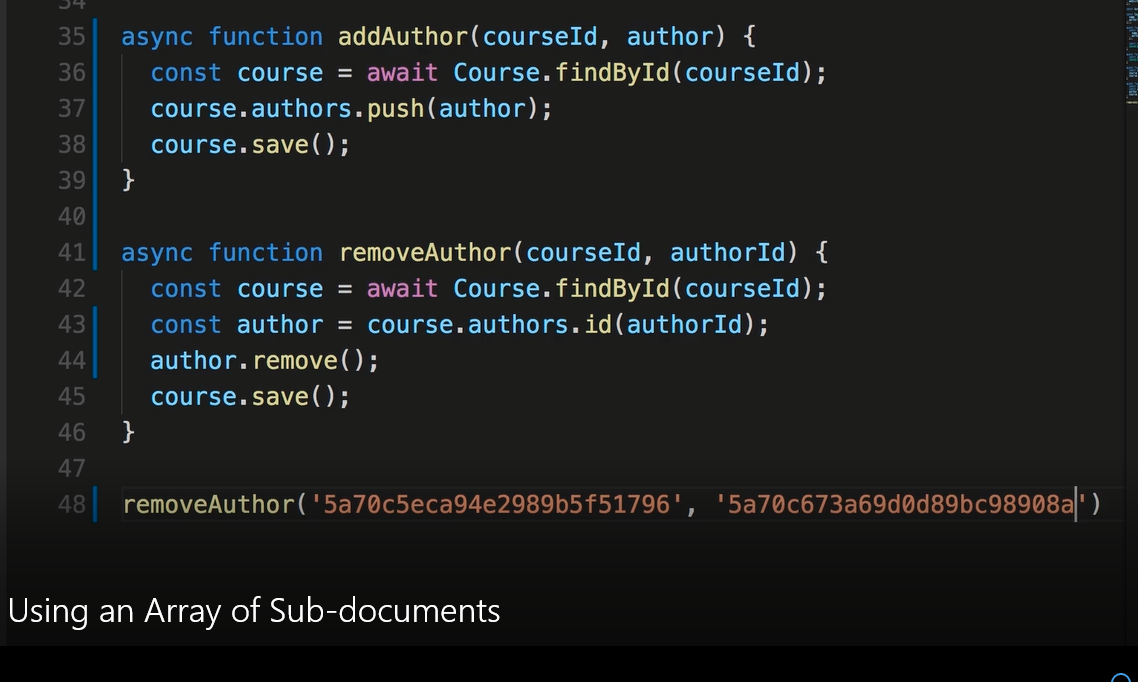 34
35 async function addAuthor(courseId, author) {
36 const course = await Course.findById(courseId);
37 course.authors.push(author);
38 course.save();
39 }
40
41 async function removeAuthor(courseId, authorId) {
42 const course = await Course.findById(courseId);
43 const author = course.authors.id(authorId);
44 author.remove();
45 course.save();
46 }
47
48 removeAuthor('5a70c5eca94e2989b5f51796', '5a70c673a69d0d89bc98908a')
Using an Array of Sub-documents